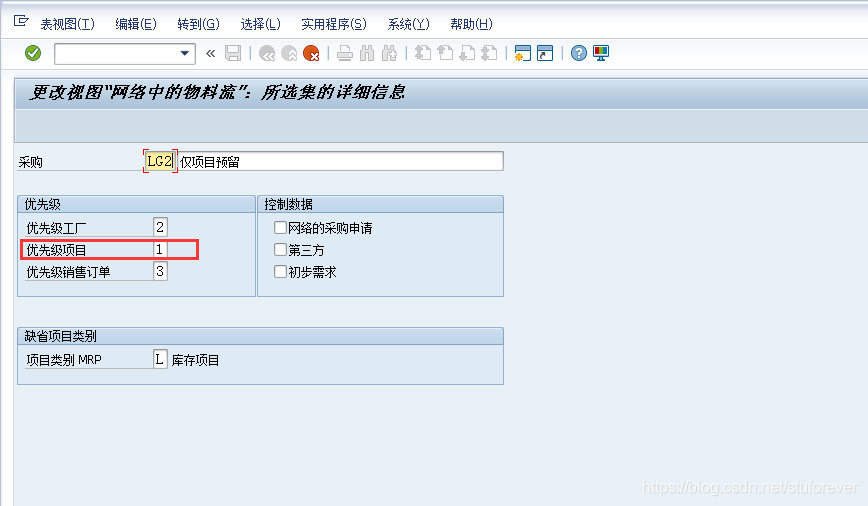 表视图(T) 编辑(E) 转到(G) 选择(L) 实用程序(S) 系统(Y) 帮助(H)
更改视图“网络中的物料流”: 所选集的详细信息
采购 LG2 仅项目预留
优先级 控制数据
优先级工厂 2 网络的采购申请
优先级项目 1 第三方
优先级销售订单 3 初步需求
缺省项目类别
项目类别 MRP L 库存项目
https://blog.csdn.net/stuforever